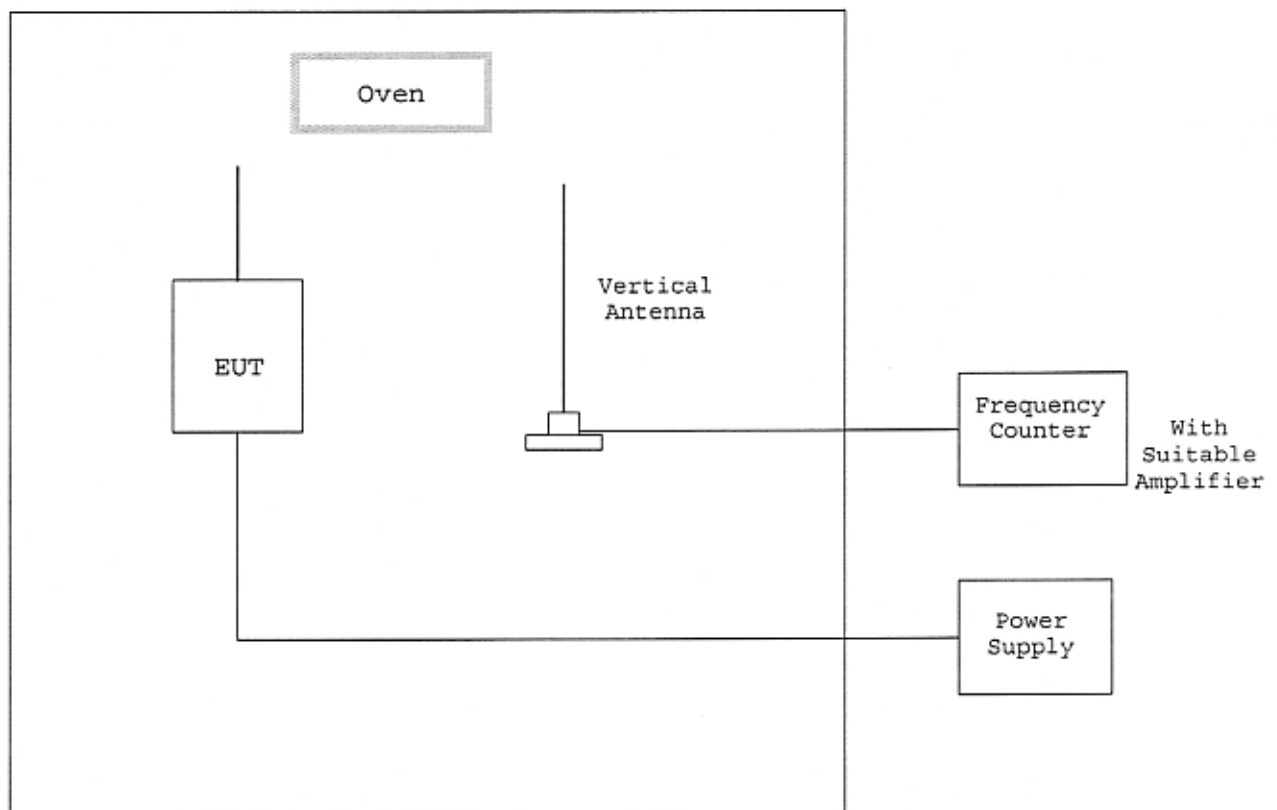 Oven
Vertical
Antenna
EUT
Frequency
Counter
With
Suitable
Amplifier
Power
Supply